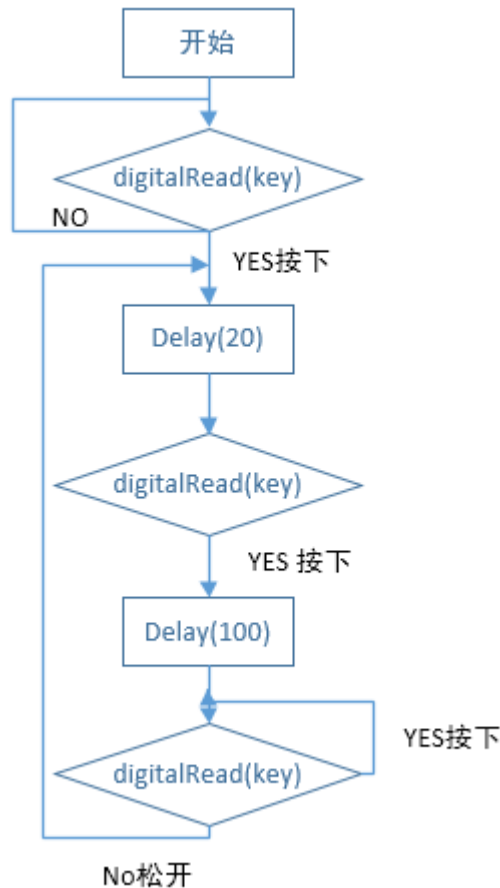 开始
digitalRead(key)
NO
YES按下
Delay(20)
digitalRead(key)
YES 按下
Delay(100)
YES按下
digitalRead(key)
No松开